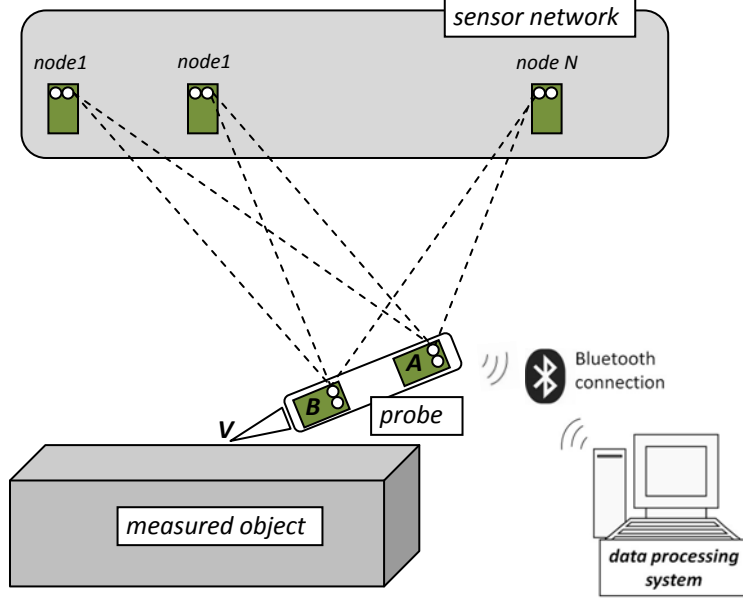 sensor network
node1
node1
node N
A
B
V
probe
Bluetooth
connection
measured object
data processing
system